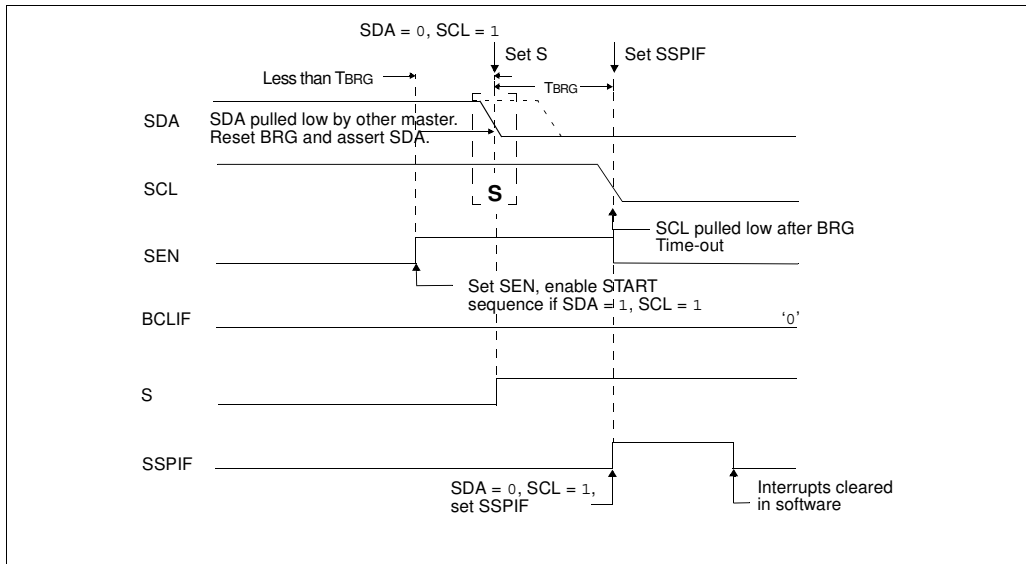 SDA = 0, SCL = 1
Set S
Set SSPIF
Less than TBRG
TBRG
SDA
SDA pulled low by other master.
Reset BRG and assert SDA.
SCL
S
SCL pulled low after BRG
Time-out
SEN
Set SEN, enable START
sequence if SDA = 1, SCL = 1
BCLIF
‘0’
S
SSPIF
SDA = 0, SCL = 1,
set SSPIF
Interrupts cleared
in software